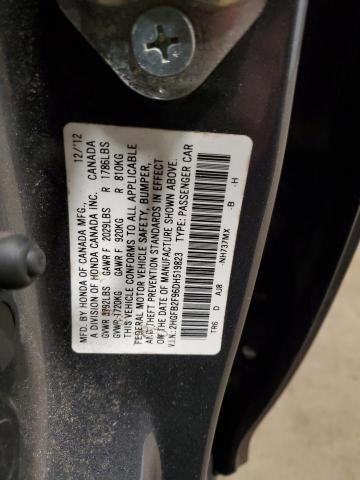 MFD. BY HONDA OF CANADA MFG., 12/'12
A DIVISION OF HONDA CANADA INC. CANADA
GVWR 3792LBS GAWR F 2029LBS R 1786LBS
GVWR 1720KG GAWR F 920KG R 810KG
THIS VEHICLE CONFORMS TO ALL APPLICABLE
FEDERAL MOTOR VEHICLE SAFETY, BUMPER,
AND THEFT PREVENTION STANDARDS IN EFFECT
ON THE DATE OF MANUFACTURE SHOWN ABOVE.
V.I.N.: 2HGFB2F96DH519823 TYPE: PASSENGER CAR
TR6 D AJ8 -NH737MX -B -H